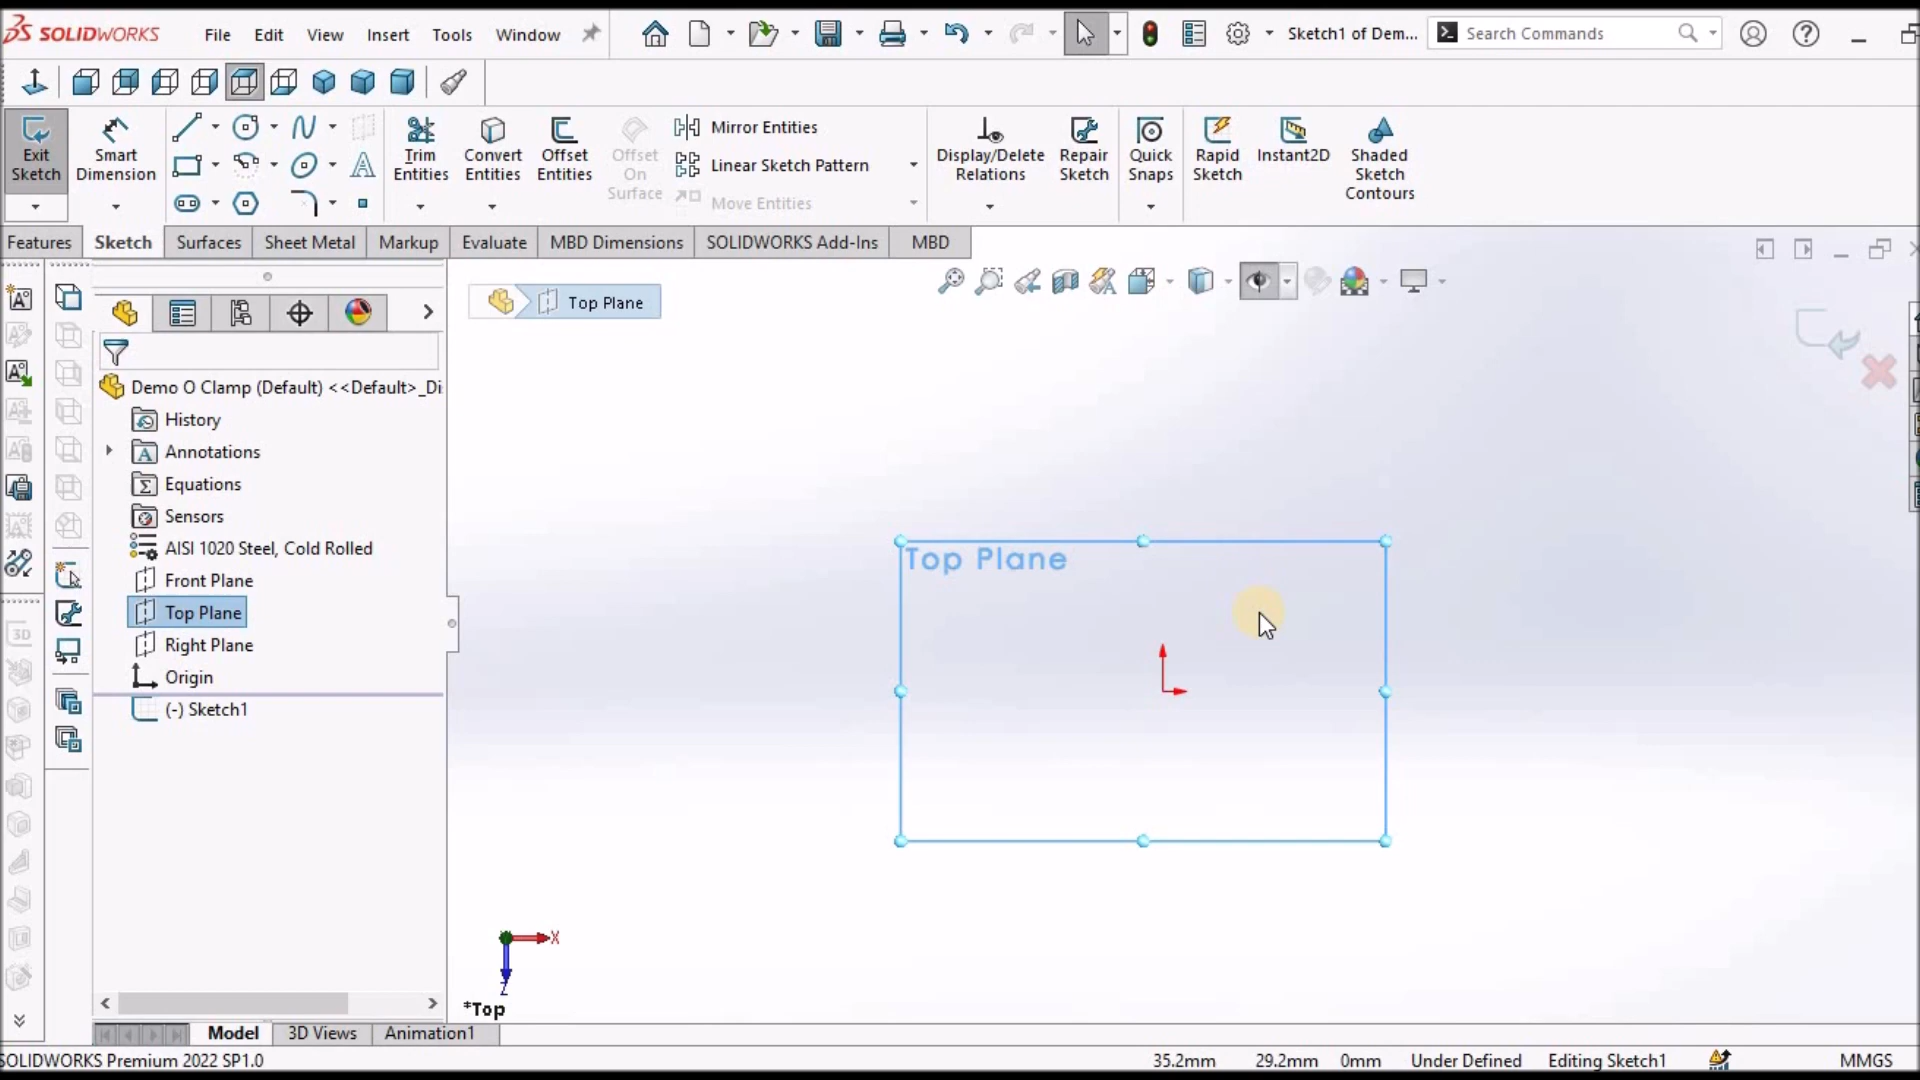 SOLIDWORKS File Edit View Insert Tools Window Sketch1 of Dem... Search Commands
Exit Sketch
Smart Dimension
Trim Entities
Convert Entities
Offset Entities
Offset On Surface
Mirror Entities
Linear Sketch Pattern
Move Entities
Display/Delete Relations
Repair Sketch
Quick Snaps
Rapid Sketch
Instant2D
Shaded Sketch Contours
Features Sketch Surfaces Sheet Metal Markup Evaluate MBD Dimensions SOLIDWORKS Add-Ins MBD
Top Plane
Demo O Clamp (Default) <<Default>_Di
History
Annotations
Equations
Sensors
AISI 1020 Steel, Cold Rolled
Front Plane
Top Plane
Right Plane
Origin
(-) Sketch1
Top Plane
X
Z
*Top
Model 3D Views Animation1
SOLIDWORKS Premium 2022 SP1.0 35.2mm 29.2mm 0mm Under Defined Editing Sketch1 MMGS